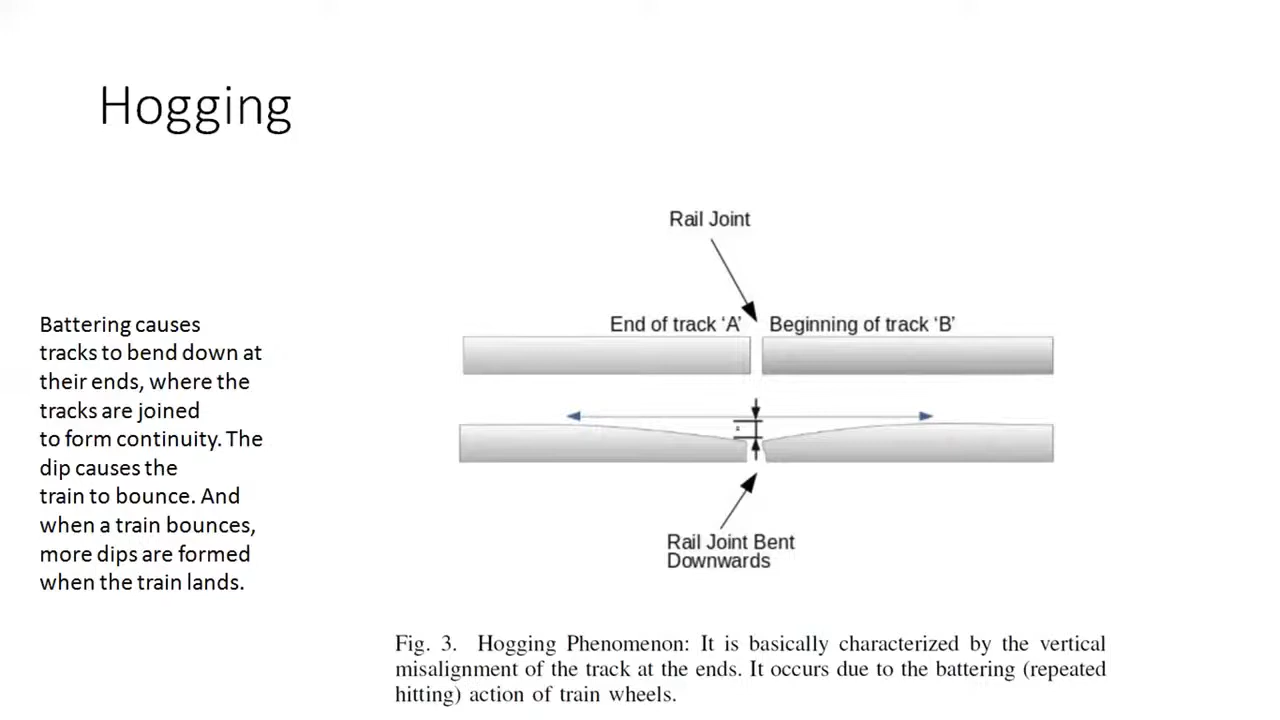 Hogging
Rail Joint
End of track ‘A’
Beginning of track ‘B’
Battering causes
tracks to bend down at
their ends, where the
tracks are joined
to form continuity. The
dip causes the
train to bounce. And
when a train bounces,
more dips are formed
when the train lands.
Rail Joint Bent
Downwards
Fig. 3. Hogging Phenomenon: It is basically characterized by the vertical
misalignment of the track at the ends. It occurs due to the battering (repeated
hitting) action of train wheels.